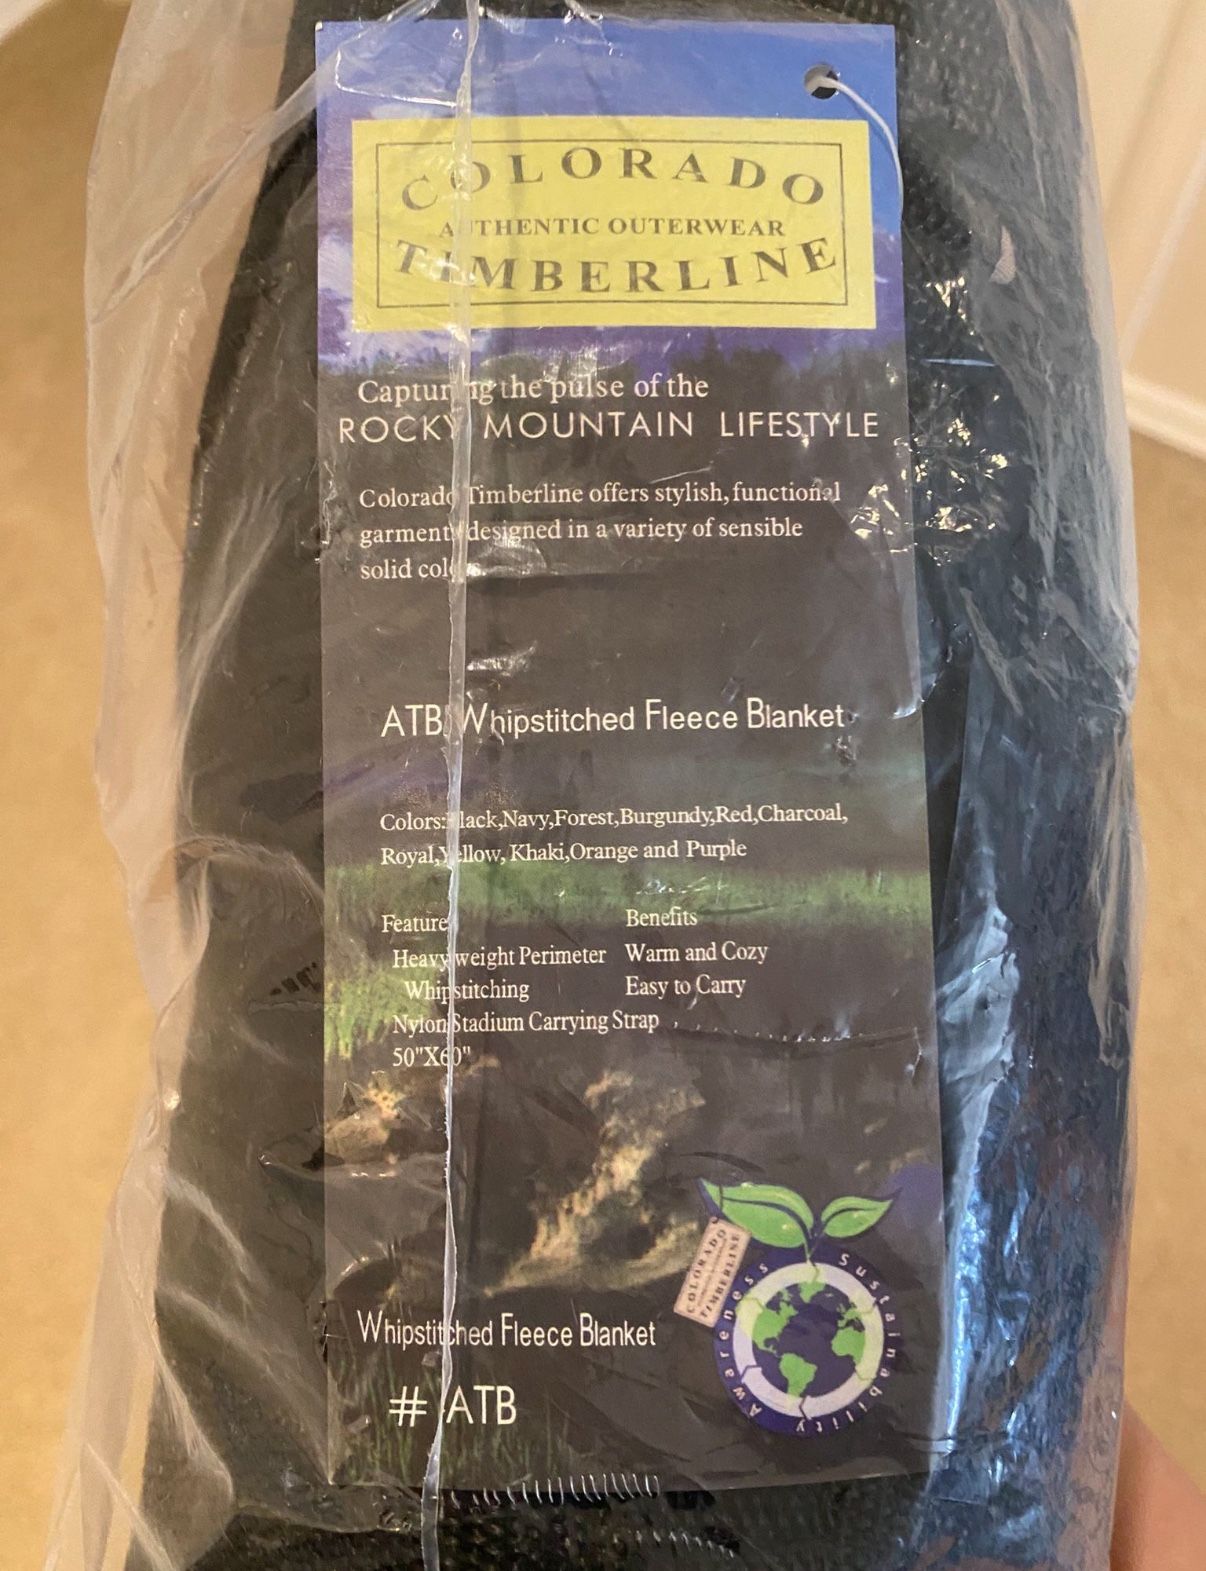 COLORADO
AUTHENTIC OUTERWEAR
TIMBERLINE
Capturing the pulse of the
ROCKY MOUNTAIN LIFESTYLE
Colorado Timberline offers stylish, functional
garments designed in a variety of sensible
solid colors.
ATB Whipstitched Fleece Blanket
Colors:Black,Navy,Forest,Burgundy,Red,Charcoal,
Royal,Yellow, Khaki,Orange and Purple
Features Benefits
Heavyweight Perimeter Warm and Cozy
Whipstitching Easy to Carry
Nylon Stadium Carrying Strap
50"X60"
COLORADO
TIMBERLINE
Sustainability Awareness
Whipstitched Fleece Blanket
# ATB